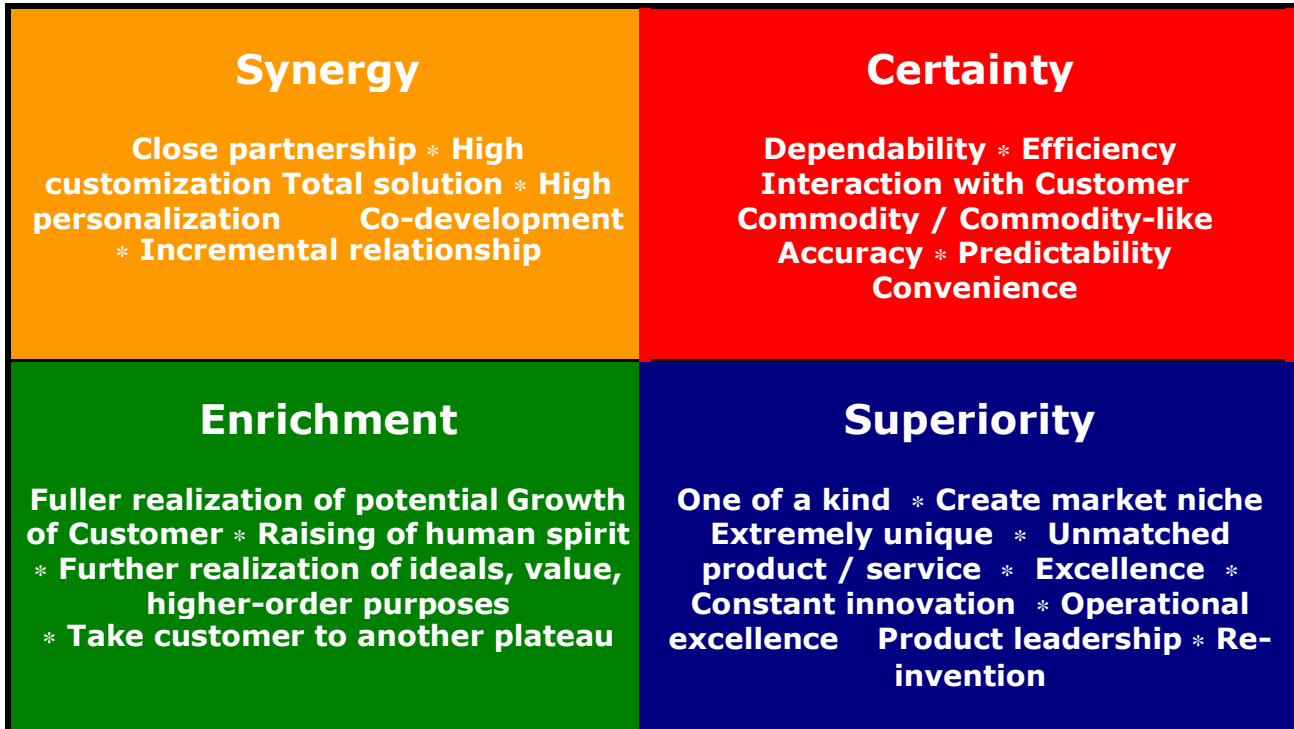 Synergy
Close partnership * High
customization Total solution * High
personalization Co-development
* Incremental relationship
Certainty
Dependability * Efficiency
Interaction with Customer
Commodity / Commodity-like
Accuracy * Predictability
Convenience
Enrichment
Fuller realization of potential Growth
of Customer * Raising of human spirit
* Further realization of ideals, value,
higher-order purposes
* Take customer to another plateau
Superiority
One of a kind * Create market niche
Extremely unique * Unmatched
product / service * Excellence *
Constant innovation * Operational
excellence Product leadership * Re-
invention